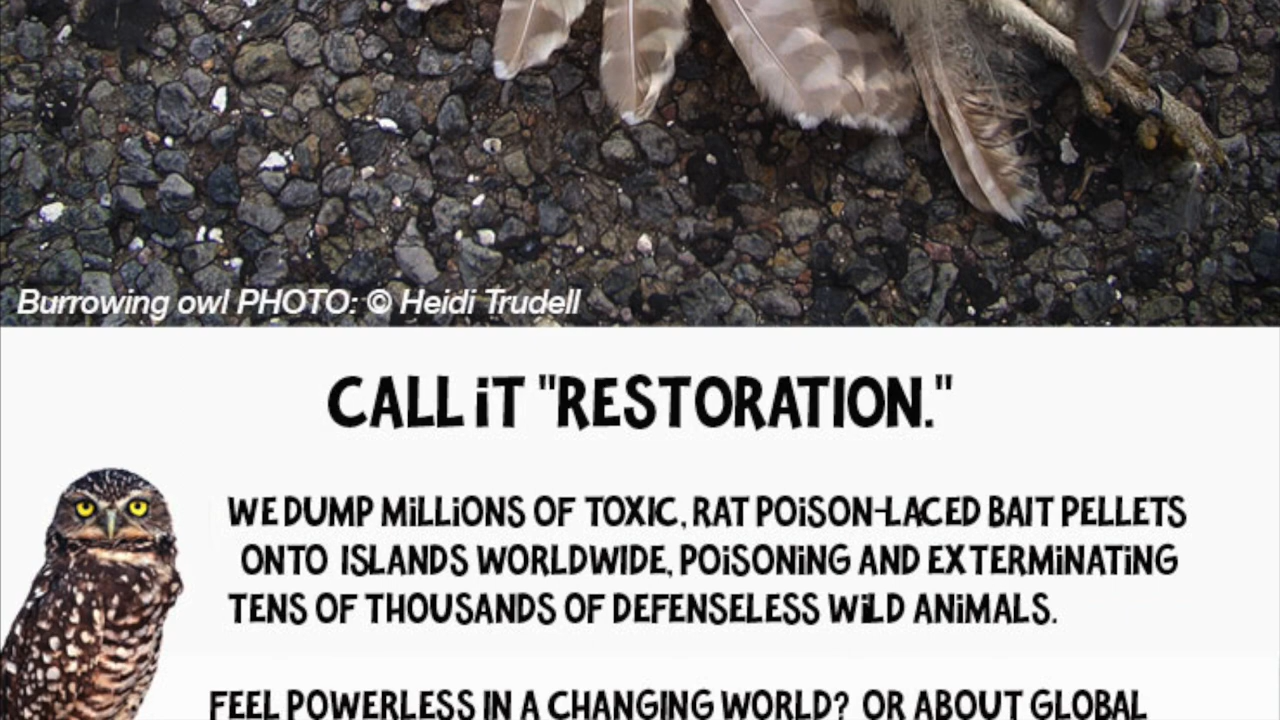 Burrowing owl PHOTO: © Heidi Trudell
CALL iT "RESTORATION."
WE DUMP MiLLiONS OF TOXIC, RAT POiSON-LACED BAIT PELLETS
ONTO ISLANDS WORLDWIDE, POiSONiNG AND EXTERMiNATiNG
TENS OF THOUSANDS OF DEFENSELESS WiLD ANiMALS.
FEEL POWERLESS IN A CHANGING WORLD? OR ABOUT GLOBAL